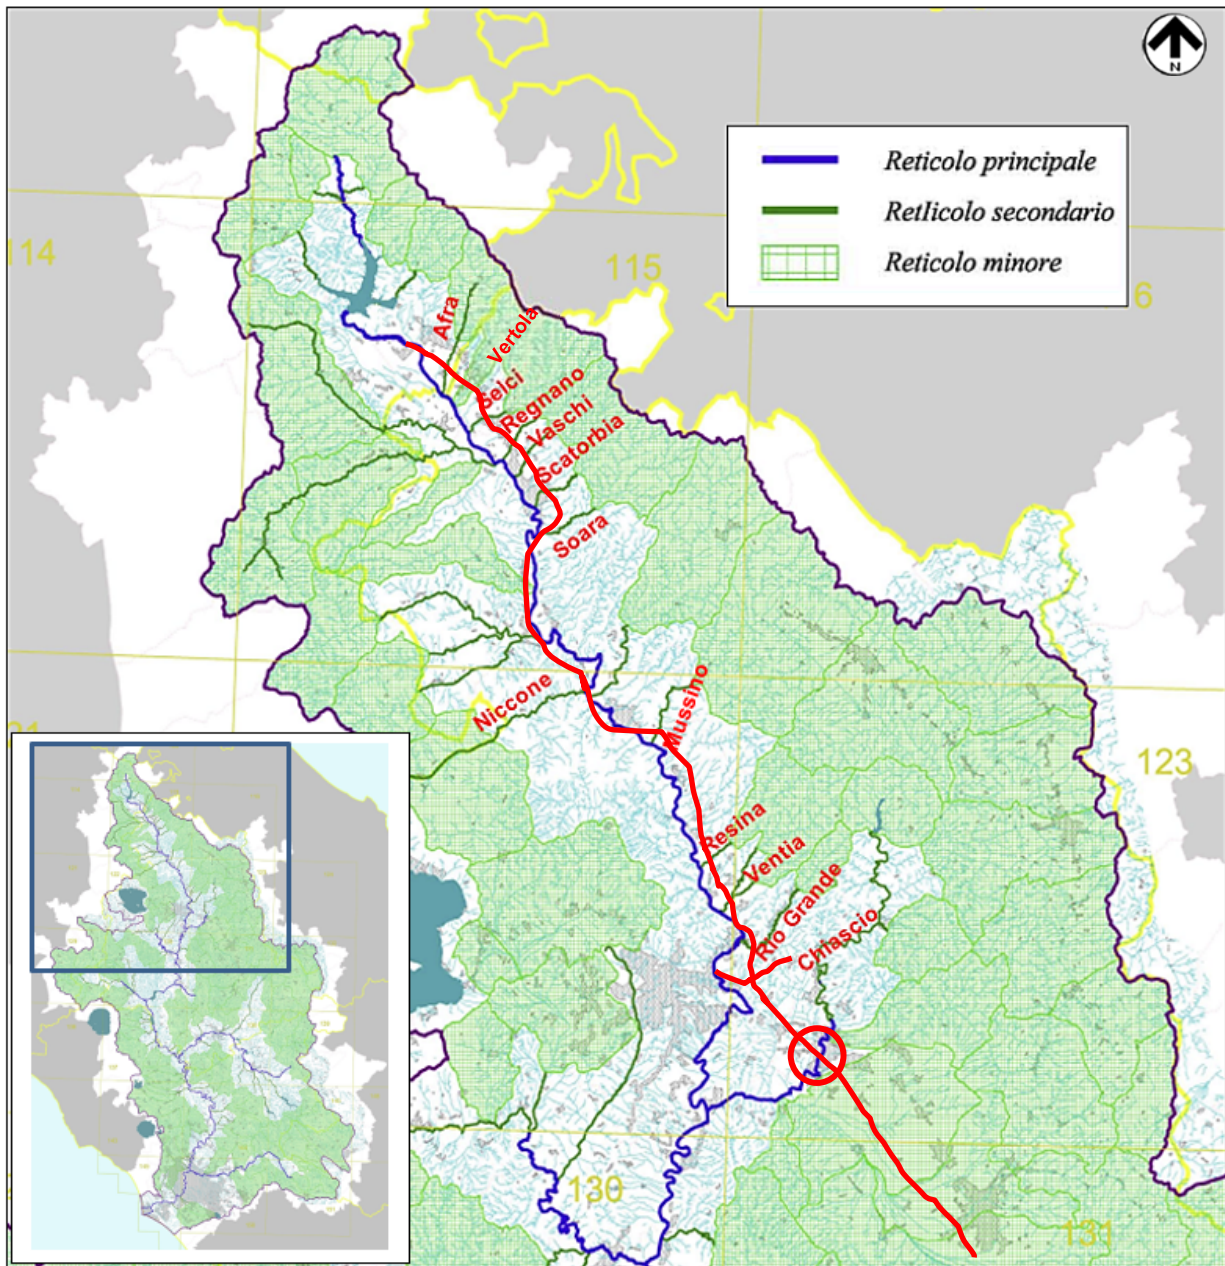 N
Reticolo principale
Retlicolo secondario
Reticolo minore
114
115
6
Afra
Vertola
Selci
Regnano
Vaschi
Scatorbia
Soara
Niccone
Mussino
123
Resina
Ventia
Rio Grande
Chiascio
130
131